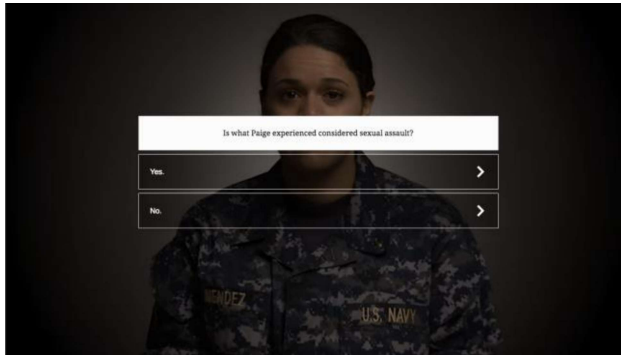 Is what Paige experienced considered sexual assault?
Yes.
No.
MENDEZ
U.S. NAVY